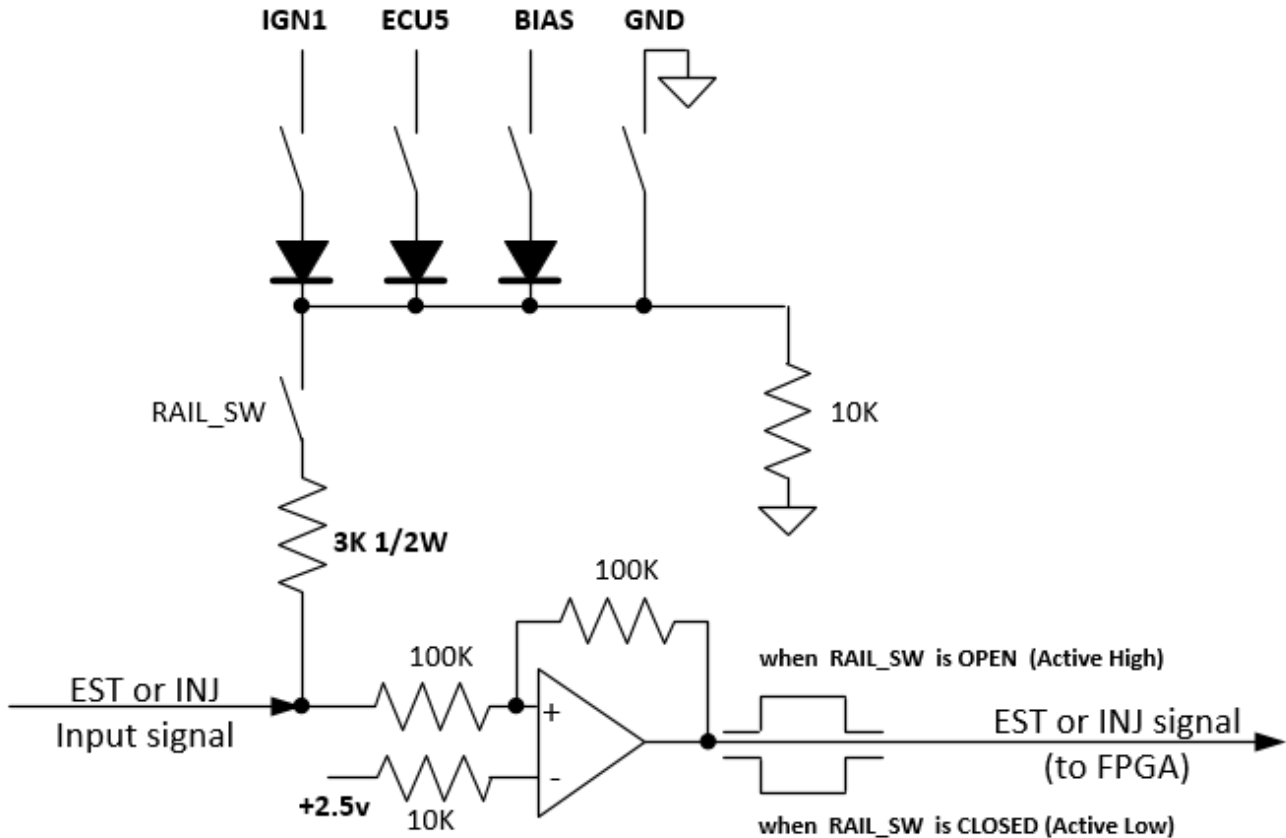 IGN1 ECU5 BIAS GND
RAIL_SW
10K
3K 1/2W
100K
100K
when RAIL_SW is OPEN (Active High)
EST or INJ
Input signal
+
-
+2.5v
10K
EST or INJ signal
(to FPGA)
when RAIL_SW is CLOSED (Active Low)